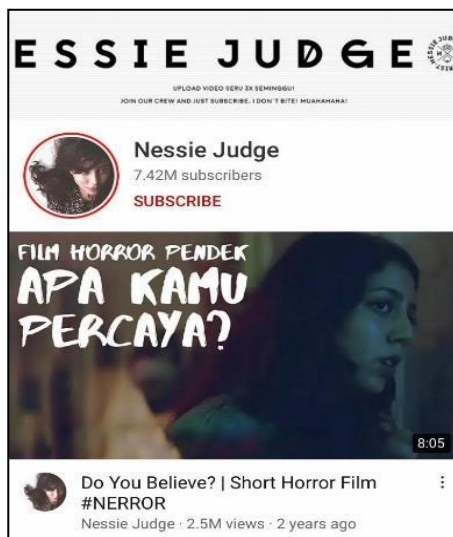 ESSIE JUDGE
UPLOAD VIDEO SERU 3X SEMINGGU!
JOIN OUR CREW AND JUST SUBSCRIBE. I DON'T BITE! MUAHAHAHA!
Nessie Judge
7.42M subscribers
SUBSCRIBE
FILM HORROR PENDEK
APA KAMU
PERCAYA?
8:05
Do You Believe? | Short Horror Film
#NERROR
Nessie Judge · 2.5M views · 2 years ago